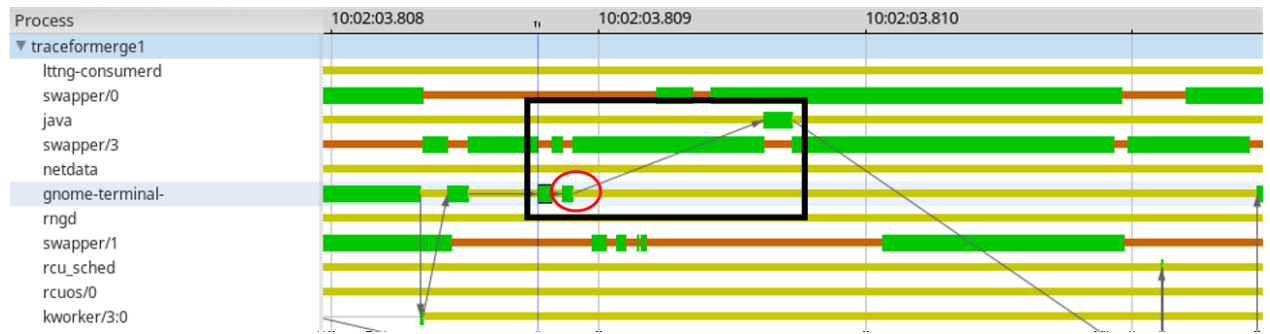 Process 10:02:03.808 10:02:03.809 10:02:03.810
traceformerge1
lttng-consumerd
swapper/0
java
swapper/3
netdata
gnome-terminal-
rngd
swapper/1
rcu_sched
rcuos/0
kworker/3:0